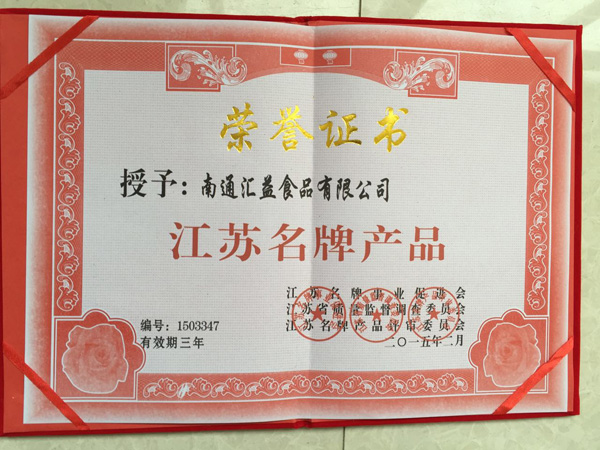 荣誉证书
授予：南通汇益食品有限公司
江苏名牌产品
江苏名牌事业促进会
江苏省质量监督调查委员会
江苏名牌产品评审委员会
二〇一五年二月
编号：1503347
有效期三年